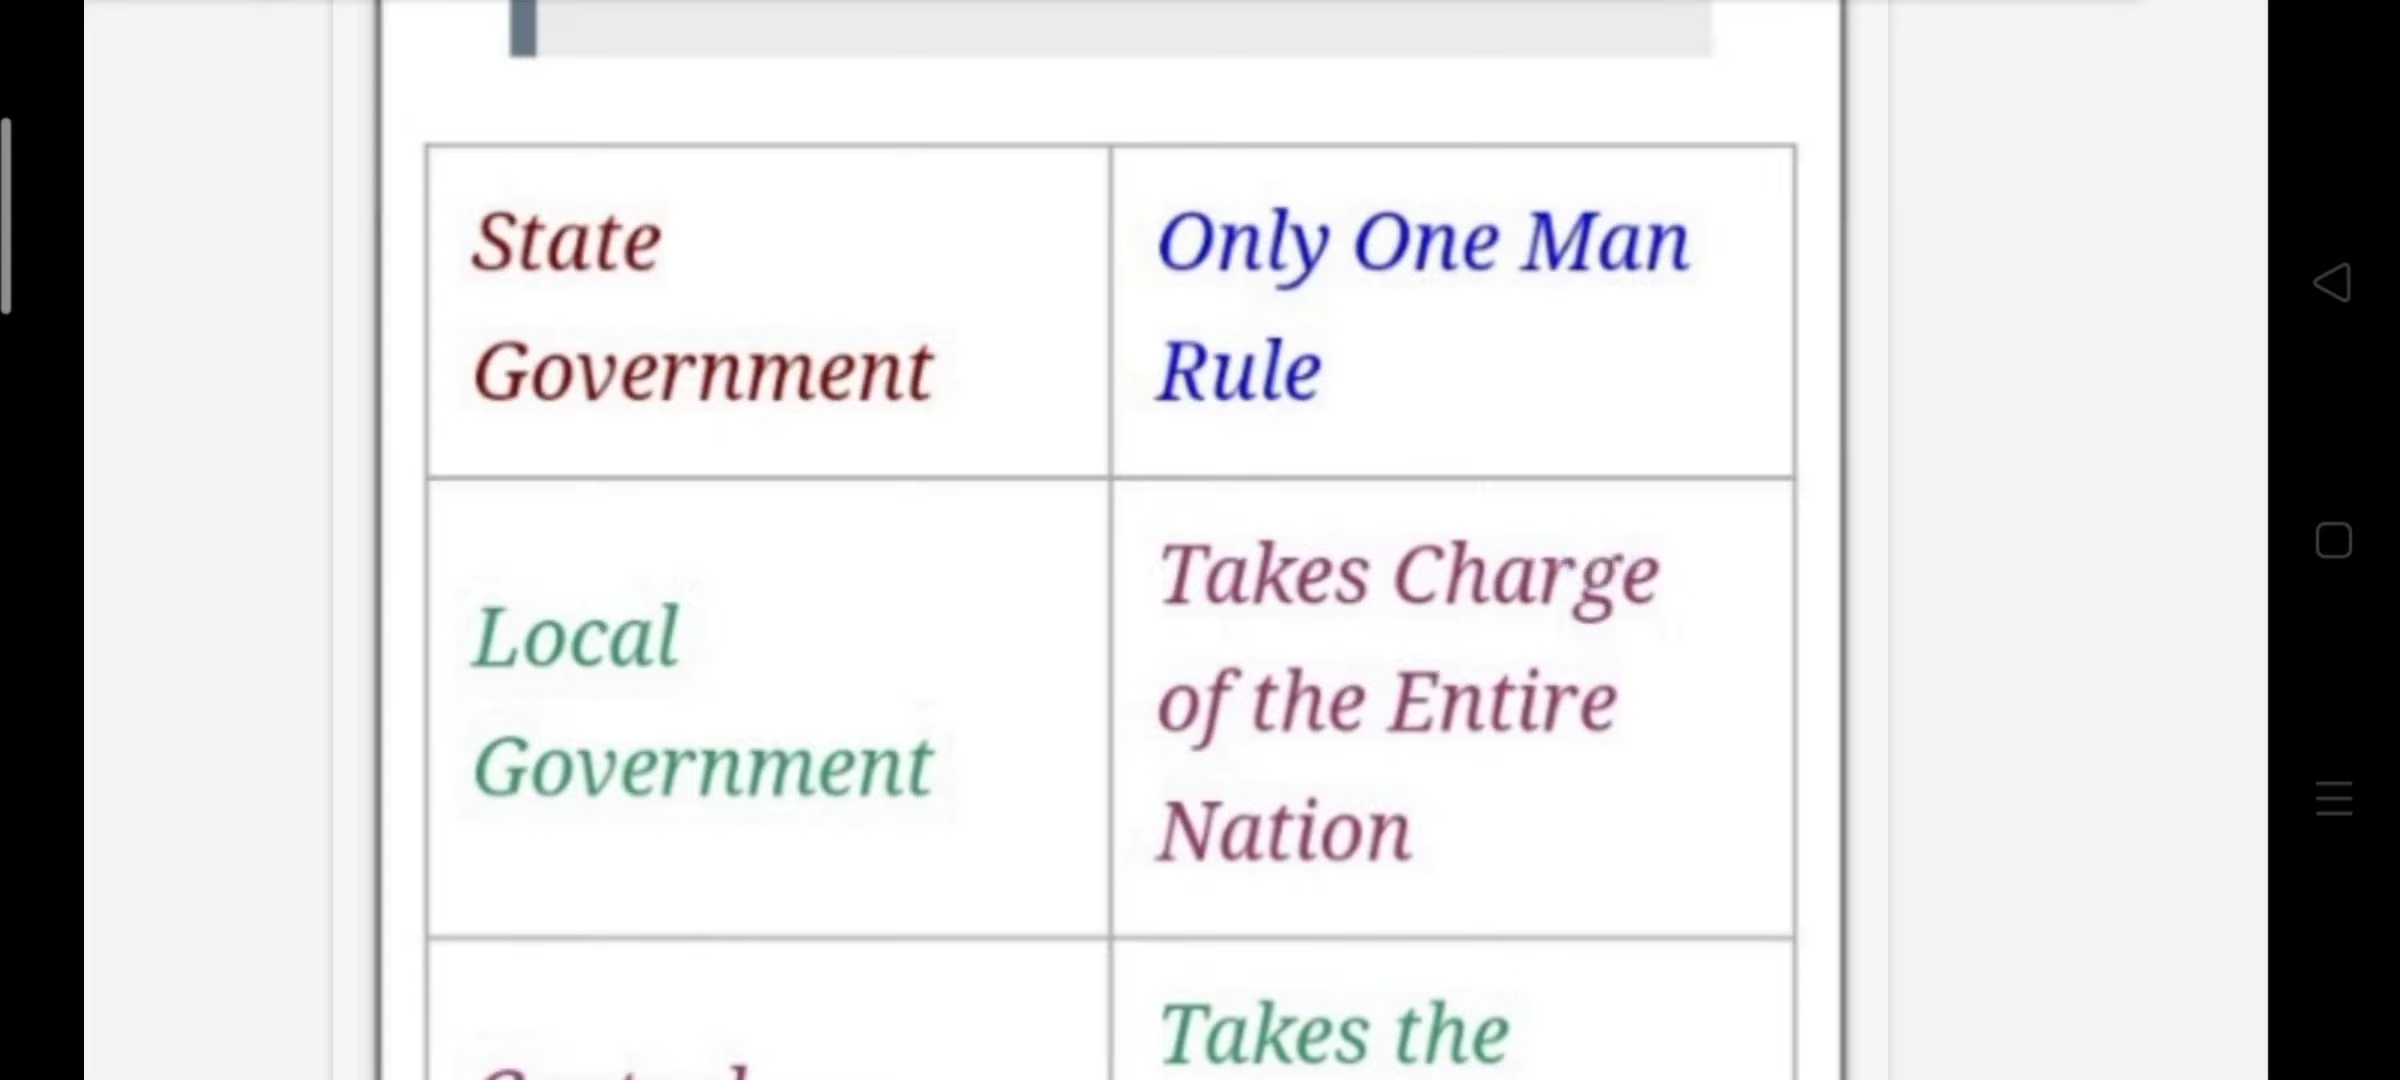 State
Government
Only One Man
Rule
Local
Government
Takes Charge
of the Entire
Nation
Takes the